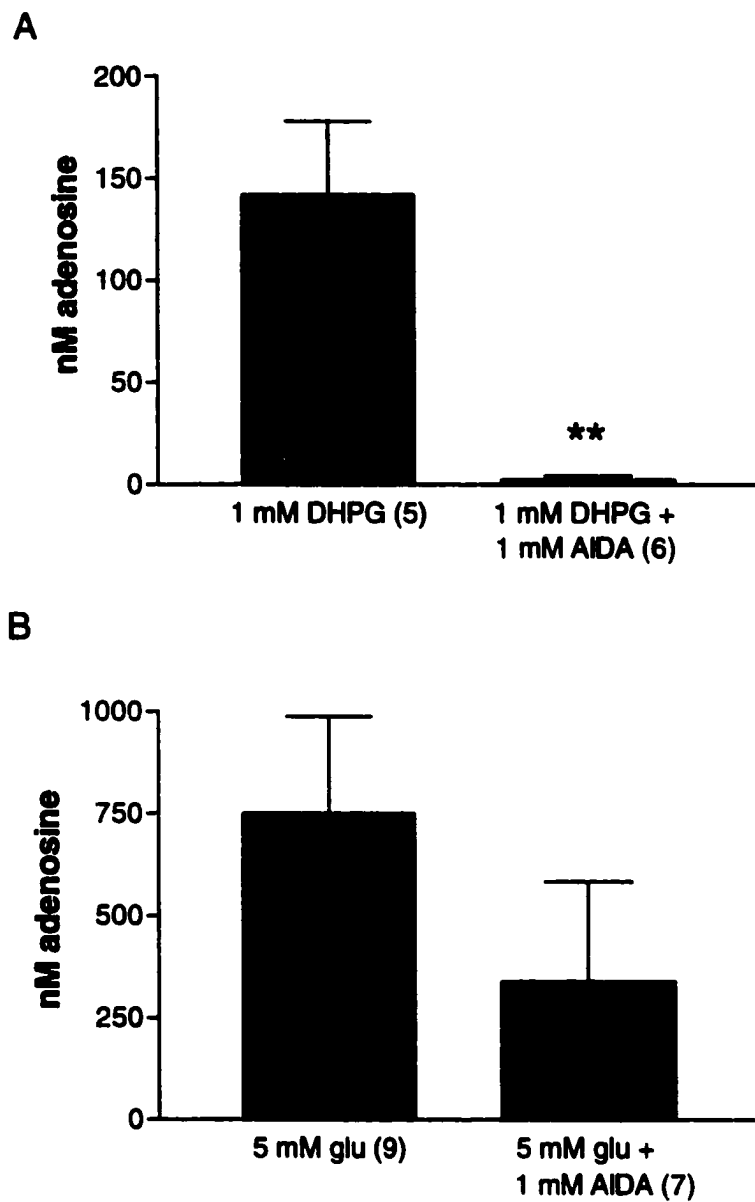 A
200
150
100
50
0
nM adenosine
**
1 mM DHPG (5)
1 mM DHPG +
1 mM AIDA (6)
B
1000
750
500
250
0
nM adenosine
5 mM glu (9)
5 mM glu +
1 mM AIDA (7)